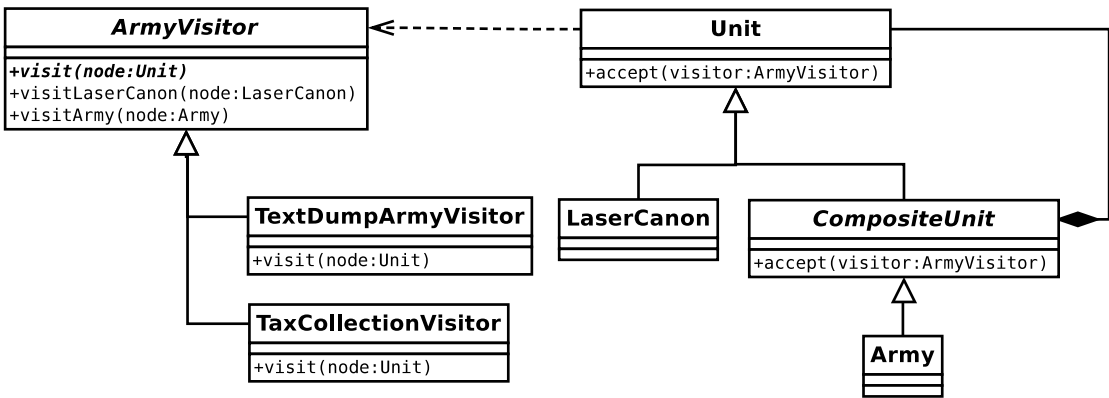 ArmyVisitor
+visit(node:Unit)
+visitLaserCanon(node:LaserCanon)
+visitArmy(node:Army)
Unit
+accept(visitor:ArmyVisitor)
TextDumpArmyVisitor
+visit(node:Unit)
TaxCollectionVisitor
+visit(node:Unit)
LaserCanon
CompositeUnit
+accept(visitor:ArmyVisitor)
Army